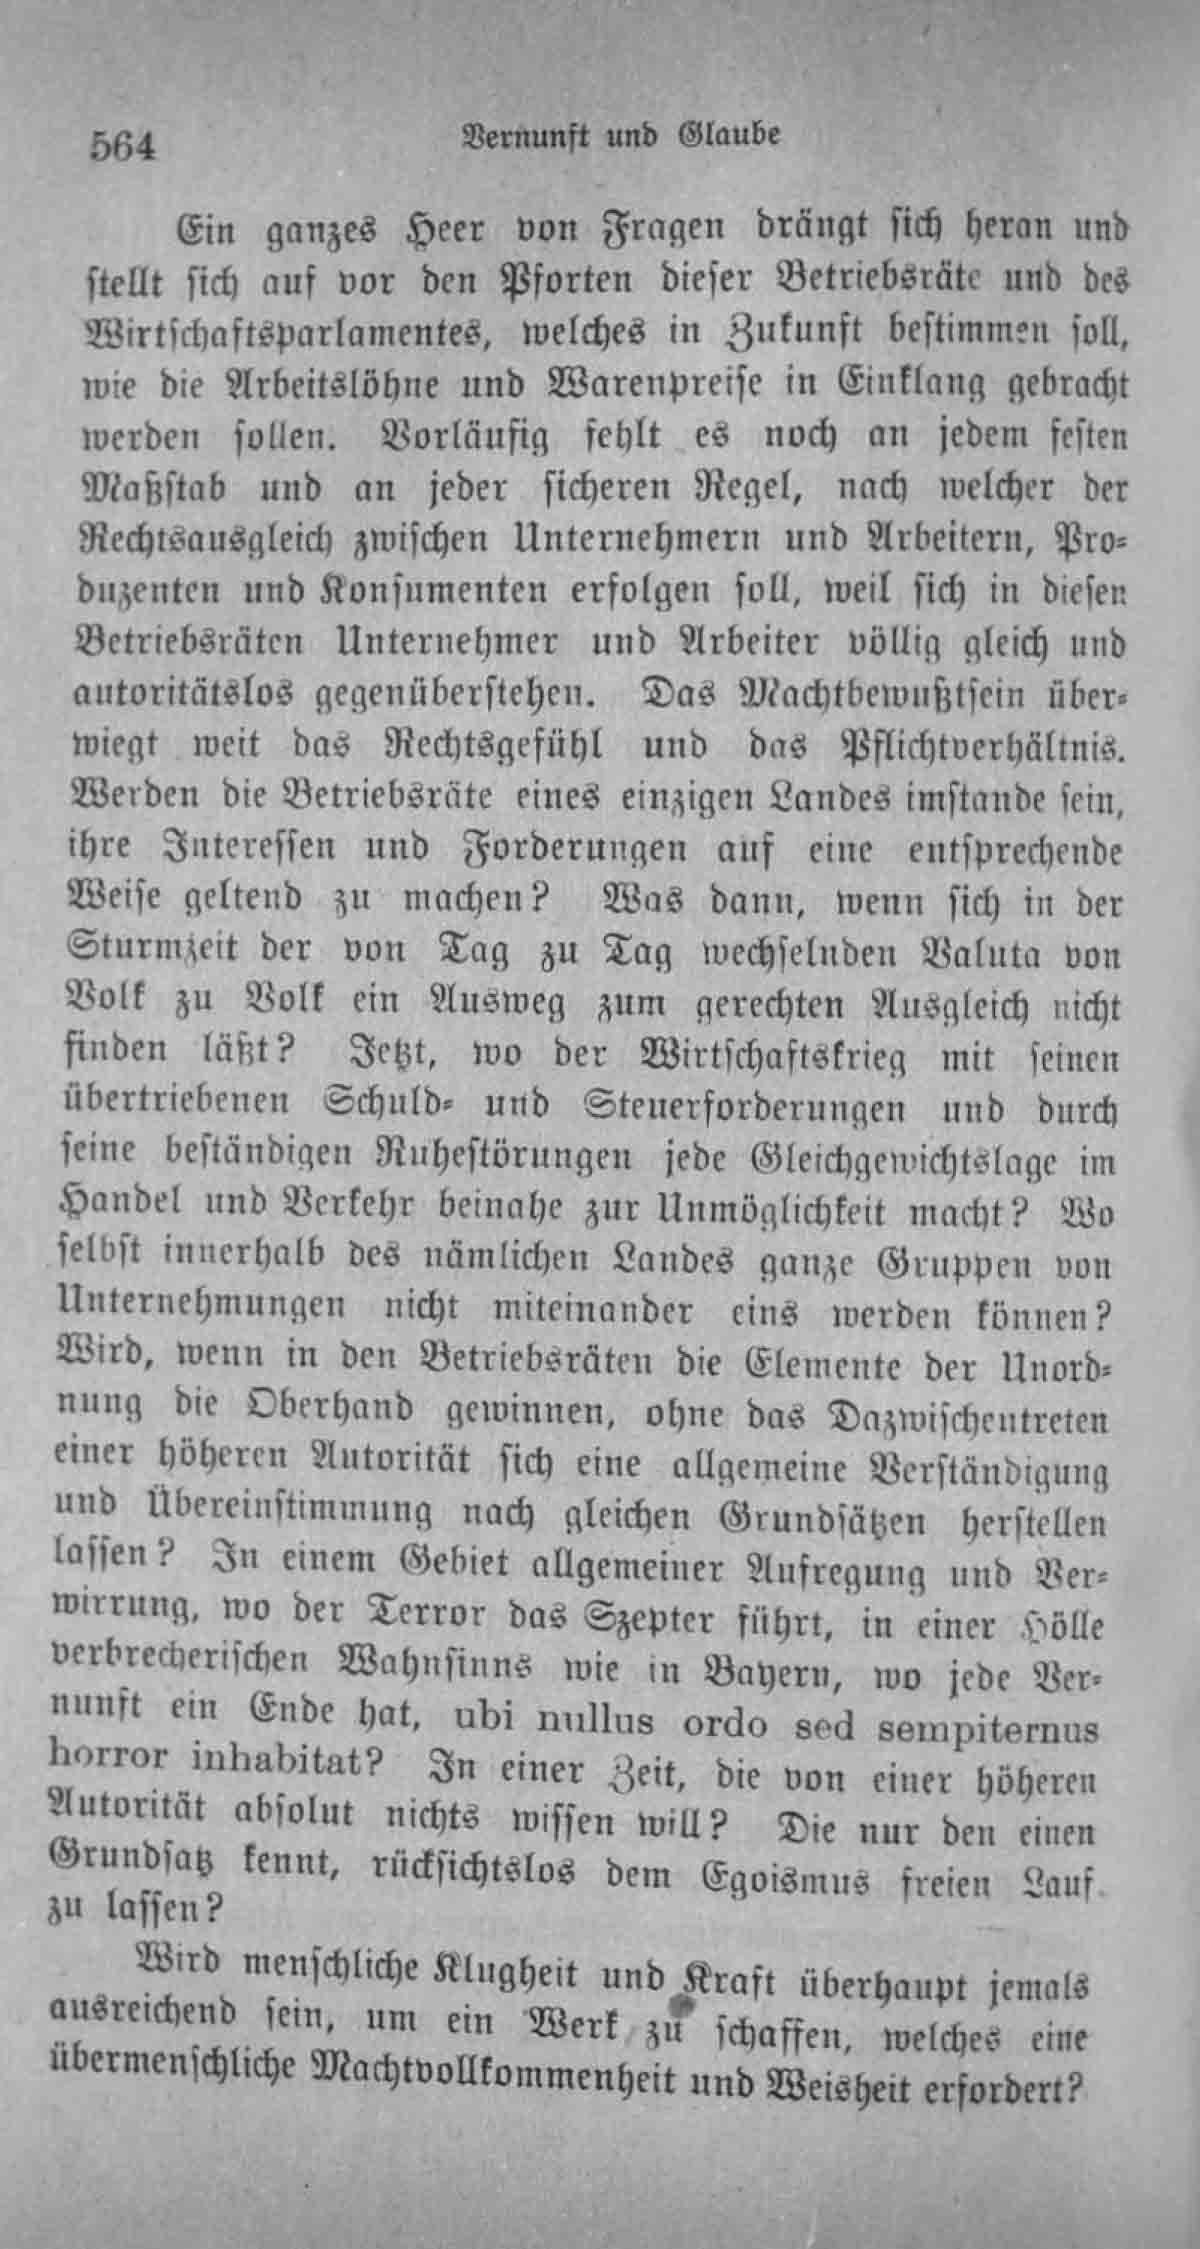 564
Vernunft und Glaube
Ein ganzes Heer von Fragen drängt sich heran und
stellt sich auf vor den Pforten dieser Betriebsräte und des
Wirtschaftsparlamentes, welches in Zukunft bestimmen soll,
wie die Arbeitslöhne und Warenpreise in Einklang gebracht
werden sollen. Vorläufig fehlt es noch an jedem festen
Maßstab und an jeder sicheren Regel, nach welcher der
Rechtsausgleich zwischen Unternehmern und Arbeitern, Pro-
duzenten und Konsumenten erfolgen soll, weil sich in diesen
Betriebsräten Unternehmer und Arbeiter völlig gleich und
autoritätslos gegenüberstehen. Das Machtbewußtsein über-
wiegt weit das Rechtsgefühl und das Pflichtverhältnis.
Werden die Betriebsräte eines einzigen Landes imstande sein,
ihre Interessen und Forderungen auf eine entsprechende
Weise geltend zu machen? Was dann, wenn sich in der
Sturmzeit der von Tag zu Tag wechselnden Valuta von
Volk zu Volk ein Ausweg zum gerechten Ausgleich nicht
finden läßt? Jetzt, wo der Wirtschaftskrieg mit seinen
übertriebenen Schuld- und Steuerforderungen und durch
seine beständigen Ruhestörungen jede Gleichgewichtslage im
Handel und Verkehr beinahe zur Unmöglichkeit macht? Wo
selbst innerhalb des nämlichen Landes ganze Gruppen von
Unternehmungen nicht miteinander eins werden können?
Wird, wenn in den Betriebsräten die Elemente der Unord-
nung die Oberhand gewinnen, ohne das Dazwischentreten
einer höheren Autorität sich eine allgemeine Verständigung
und Übereinstimmung nach gleichen Grundsätzen herstellen
lassen? In einem Gebiet allgemeiner Aufregung und Ver-
wirrung, wo der Terror das Szepter führt, in einer Hölle
verbrecherischen Wahnsinns wie in Bayern, wo jede Ver-
nunft ein Ende hat, ubi nullus ordo sed sempiternus
horror inhabitat? In einer Zeit, die von einer höheren
Autorität absolut nichts wissen will? Die nur den einen
Grundsatz kennt, rücksichtslos dem Egoismus freien Lauf
zu lassen?
Wird menschliche Klugheit und Kraft überhaupt jemals
ausreichend sein, um ein Werk zu schaffen, welches eine
übermenschliche Machtvollkommenheit und Weisheit erfordert?